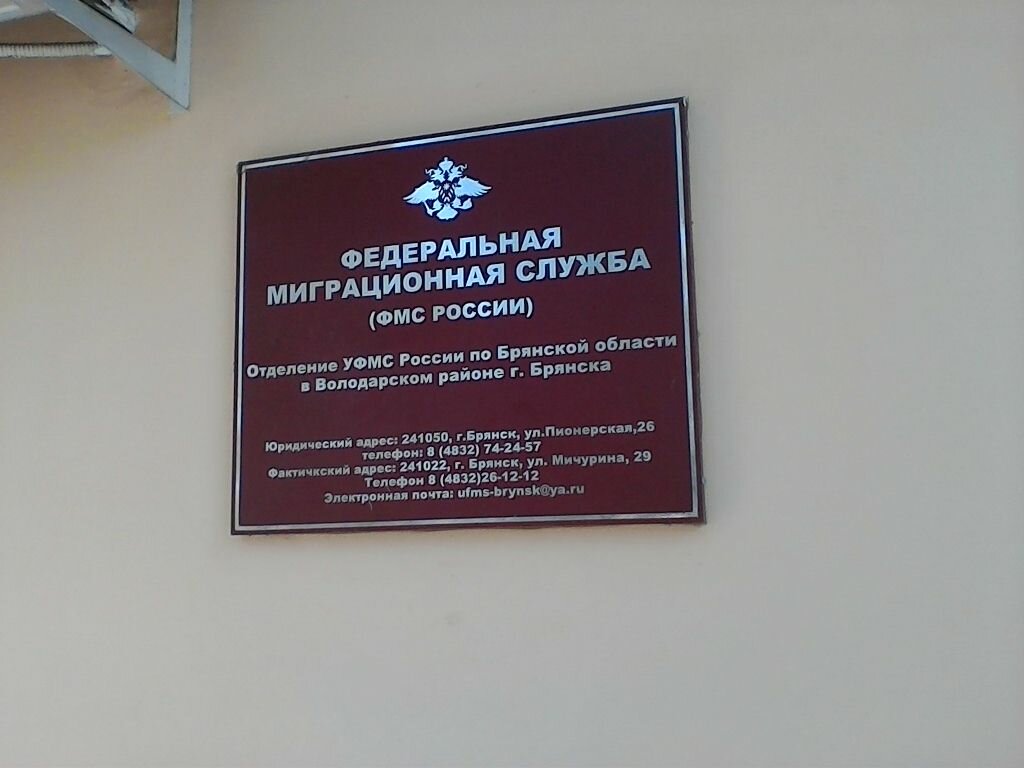 ФЕДЕРАЛЬНАЯ
МИГРАЦИОННАЯ СЛУЖБА
(ФМС РОССИИ)
Отделение УФМС России по Брянской области
в Володарском районе г. Брянска
Юридический адрес: 241050, г.Брянск, ул.Пионерская,26
телефон: 8 (4832) 74-24-57
Фактичкский адрес: 241022, г. Брянск, ул. Мичурина, 29
Телефон 8 (4832)26-12-12
Электронная почта: ufms-brynsk@ya.ru